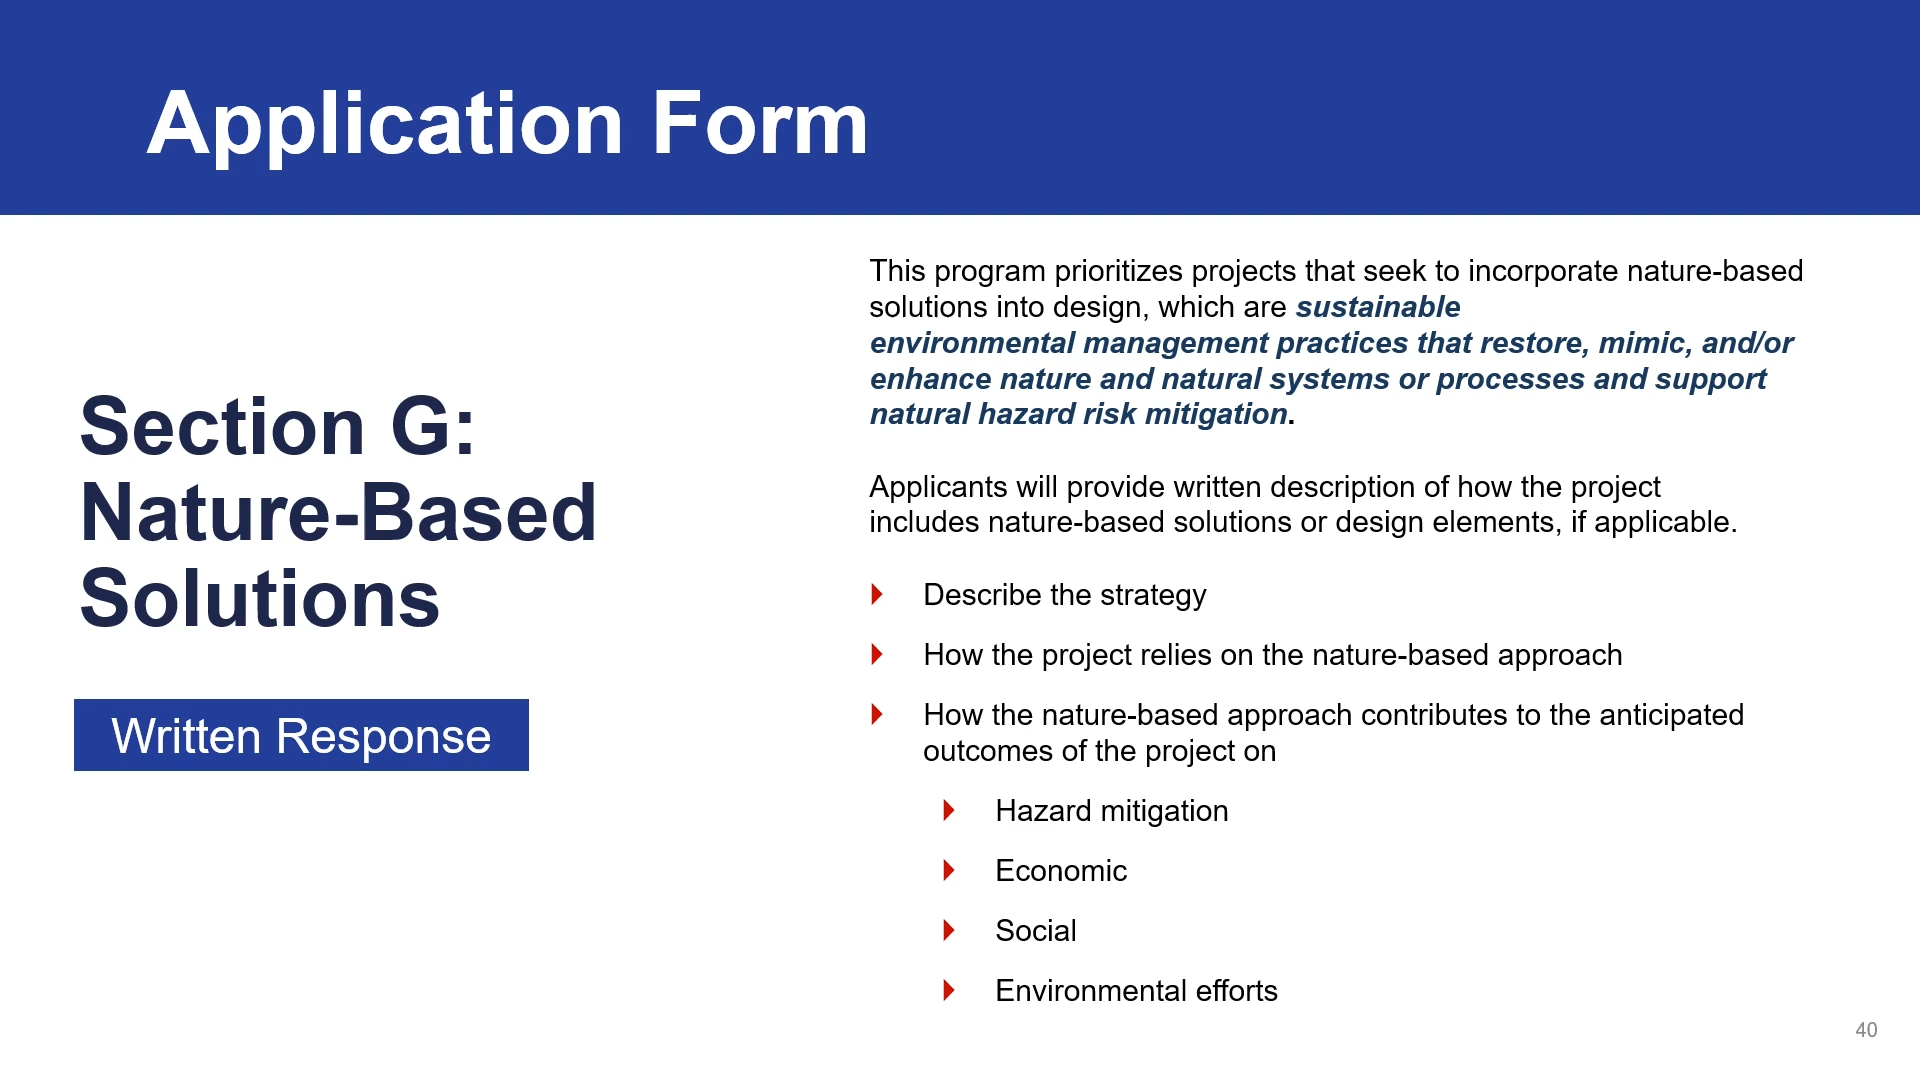 Application Form
Section G:
Nature-Based
Solutions
Written Response
This program prioritizes projects that seek to incorporate nature-based
solutions into design, which are sustainable
environmental management practices that restore, mimic, and/or
enhance nature and natural systems or processes and support
natural hazard risk mitigation.
Applicants will provide written description of how the project
includes nature-based solutions or design elements, if applicable.
Describe the strategy
How the project relies on the nature-based approach
How the nature-based approach contributes to the anticipated
outcomes of the project on
Hazard mitigation
Economic
Social
Environmental efforts
40